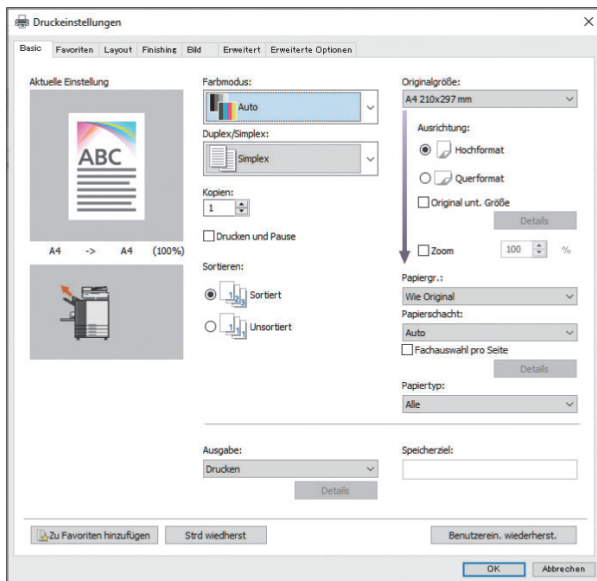 Druckeinstellungen
Basic Favoriten Layout Finishing Bild Erweitert Erweiterte Optionen
Aktuelle Einstellung
ABC
A4 -> A4 (100%)
Farbmodus:
Auto
Duplex/Simplex:
Simplex
Kopien:
1
Drucken und Pause
Sortieren:
Sortiert
Unsortiert
Originalgröße:
A4 210x297 mm
Ausrichtung:
Hochformat
Querformat
Original unt. Größe
Details
Zoom 100 %
Papiergr.:
Wie Original
Papierschacht:
Auto
Fachauswahl pro Seite
Details
Papiertyp:
Alle
Ausgabe:
Drucken
Details
Speicherziel:
Zu Favoriten hinzufügen Strd wiedherst Benutzerein. wiederherst.
OK Abbrechen